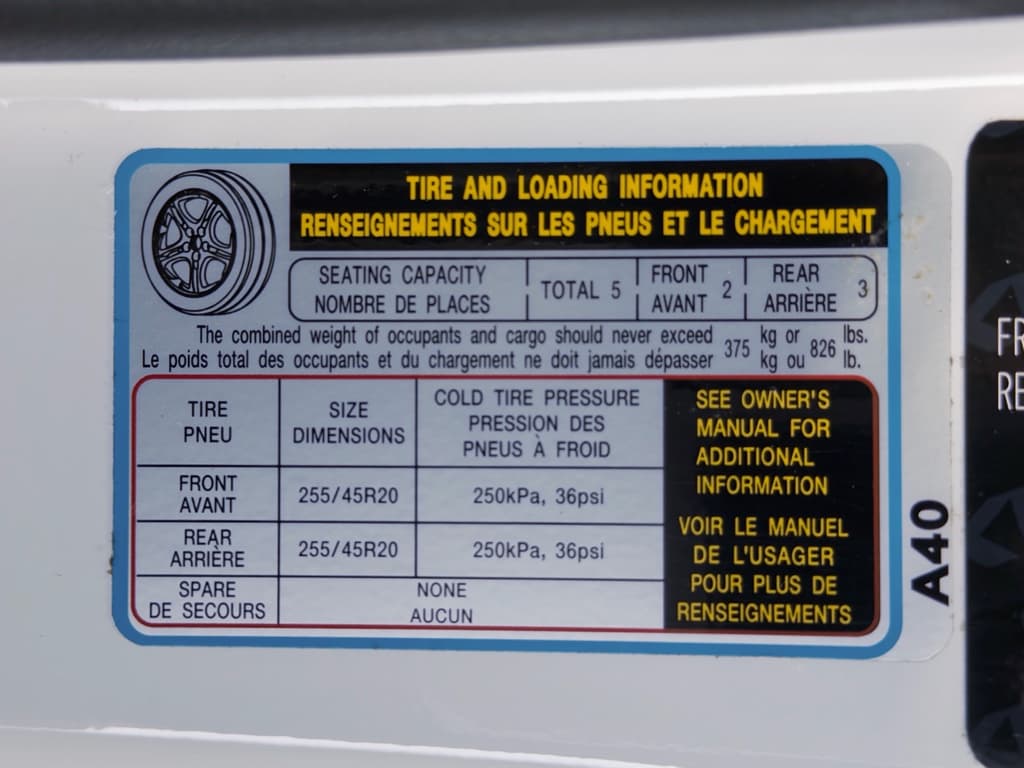 TIRE AND LOADING INFORMATION
RENSEIGNEMENTS SUR LES PNEUS ET LE CHARGEMENT
SEATING CAPACITY
NOMBRE DE PLACES
TOTAL 5
FRONT
AVANT
2
REAR
ARRIÈRE
3
The combined weight of occupants and cargo should never exceed 375 kg or 826 lbs.
Le poids total des occupants et du chargement ne doit jamais dépasser kg ou lb.
TIRE
PNEU
SIZE
DIMENSIONS
COLD TIRE PRESSURE
PRESSION DES
PNEUS À FROID
FRONT
AVANT
255/45R20
250kPa, 36psi
REAR
ARRIÈRE
255/45R20
250kPa, 36psi
SPARE
DE SECOURS
NONE
AUCUN
SEE OWNER'S
MANUAL FOR
ADDITIONAL
INFORMATION
VOIR LE MANUEL
DE L'USAGER
POUR PLUS DE
RENSEIGNEMENTS
A40